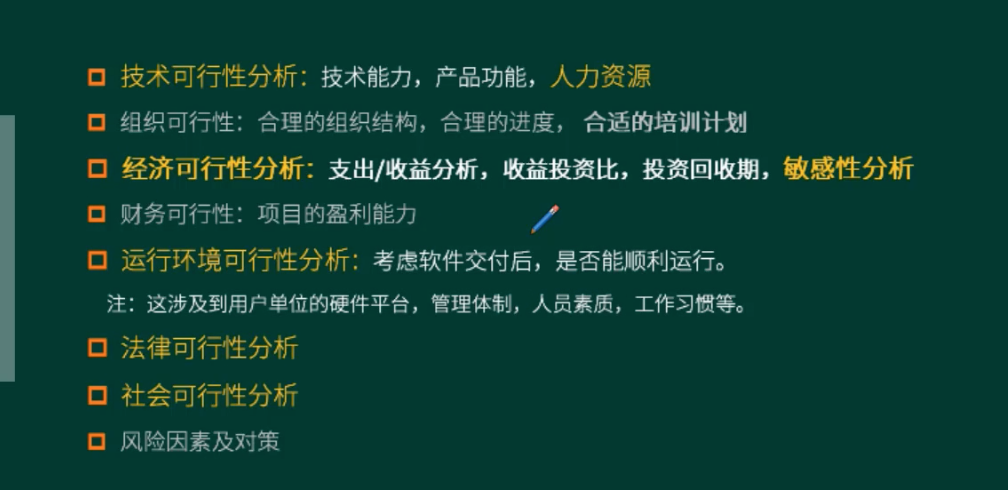 技术可行性分析：技术能力，产品功能，人力资源
组织可行性：合理的组织结构，合理的进度， 合适的培训计划
经济可行性分析：支出/收益分析，收益投资比，投资回收期，敏感性分析
财务可行性：项目的盈利能力
运行环境可行性分析：考虑软件交付后，是否能顺利运行。
注：这涉及到用户单位的硬件平台，管理体制，人员素质，工作习惯等。
法律可行性分析
社会可行性分析
风险因素及对策